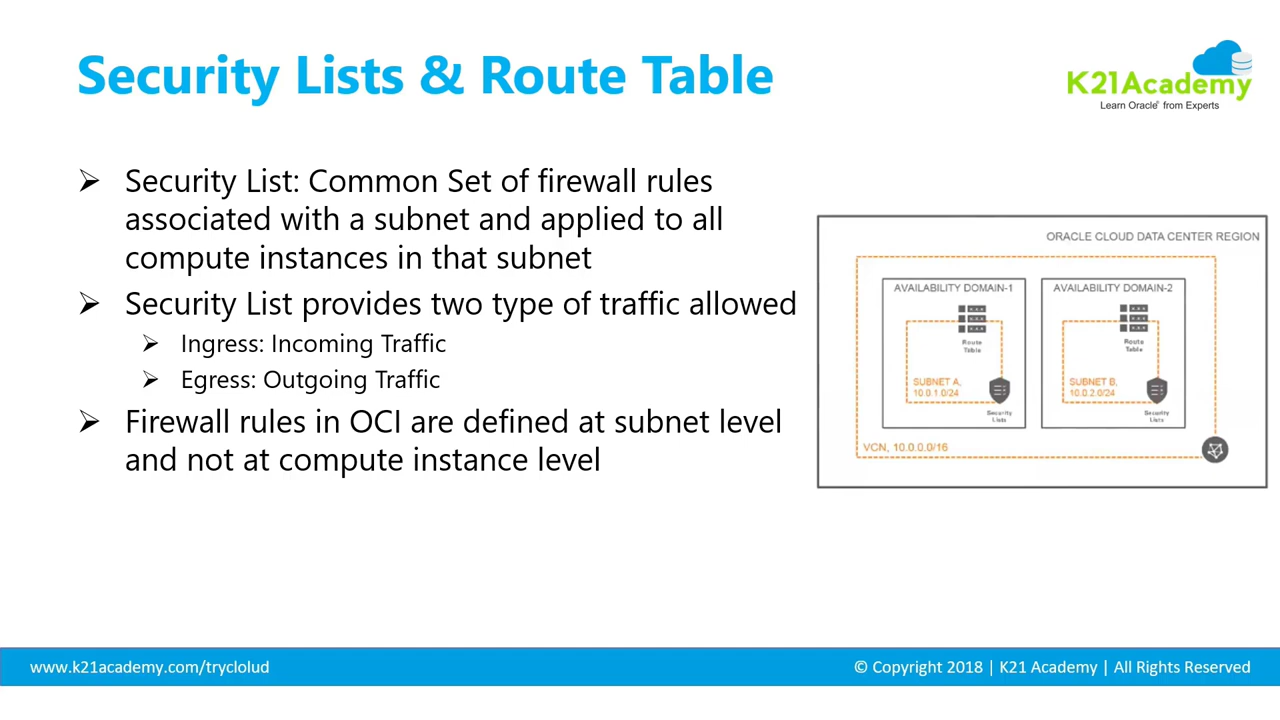 Security Lists & Route Table
K21Academy
Learn Oracle® from Experts
➤ Security List: Common Set of firewall rules
associated with a subnet and applied to all
compute instances in that subnet
➤ Security List provides two type of traffic allowed
➤ Ingress: Incoming Traffic
➤ Egress: Outgoing Traffic
➤ Firewall rules in OCI are defined at subnet level
and not at compute instance level
ORACLE CLOUD DATA CENTER REGION
AVAILABILITY DOMAIN-1
Route
Table
SUBNET A,
10.0.1.0/24
Security
Lists
AVAILABILITY DOMAIN-2
Route
Table
SUBNET B,
10.0.2.0/24
Security
Lists
VCN, 10.0.0.0/16
www.k21academy.com/tryclolud
© Copyright 2018 | K21 Academy | All Rights Reserved